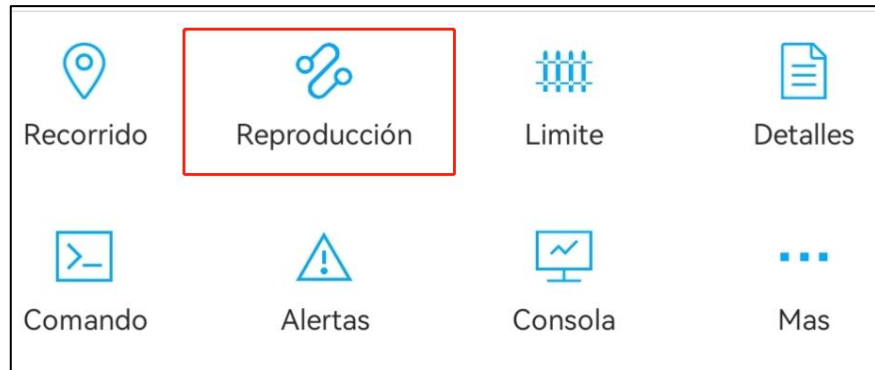 Recorrido
Reproducción
Limite
Detalles
Comando
Alertas
Consola
Mas